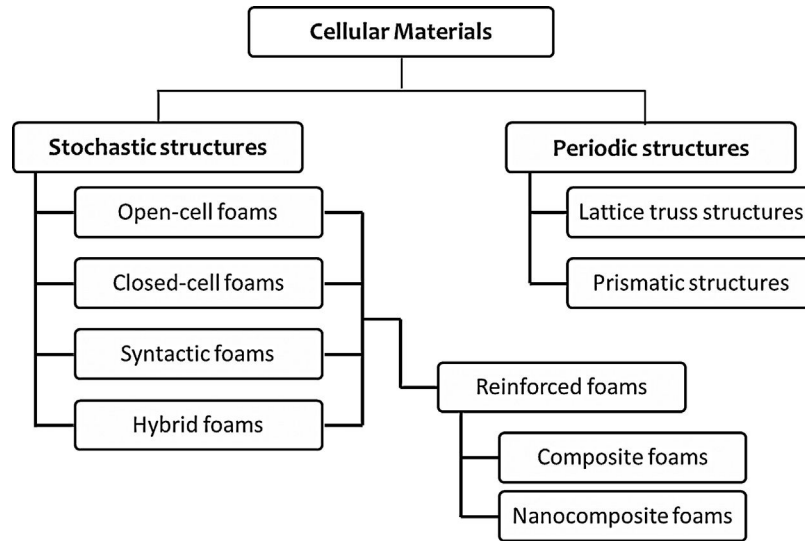 Cellular Materials
Stochastic structures
Open-cell foams
Closed-cell foams
Syntactic foams
Hybrid foams
Periodic structures
Lattice truss structures
Prismatic structures
Reinforced foams
Composite foams
Nanocomposite foams